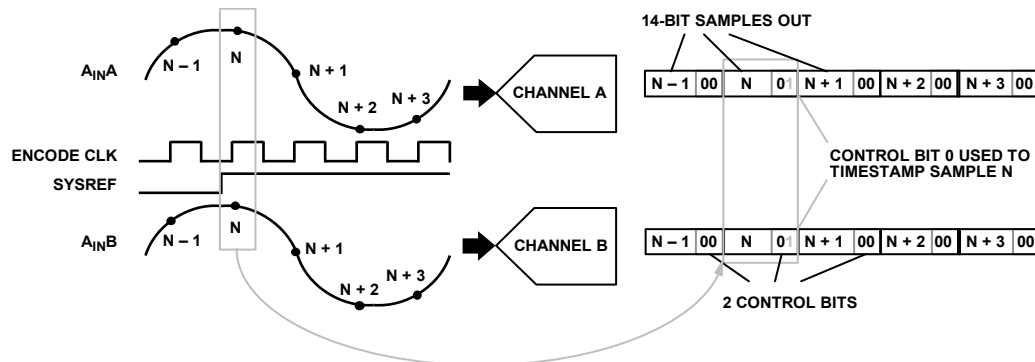 14-BIT SAMPLES OUT
AINA
N – 1
N
N + 1
N + 2
N + 3
CHANNEL A
N – 1 00 N 01 N + 1 00 N + 2 00 N + 3 00
ENCODE CLK
SYSREF
CONTROL BIT 0 USED TO
TIMESTAMP SAMPLE N
AINB
N – 1
N
N + 1
N + 2
N + 3
CHANNEL B
N – 1 00 N 01 N + 1 00 N + 2 00 N + 3 00
2 CONTROL BITS